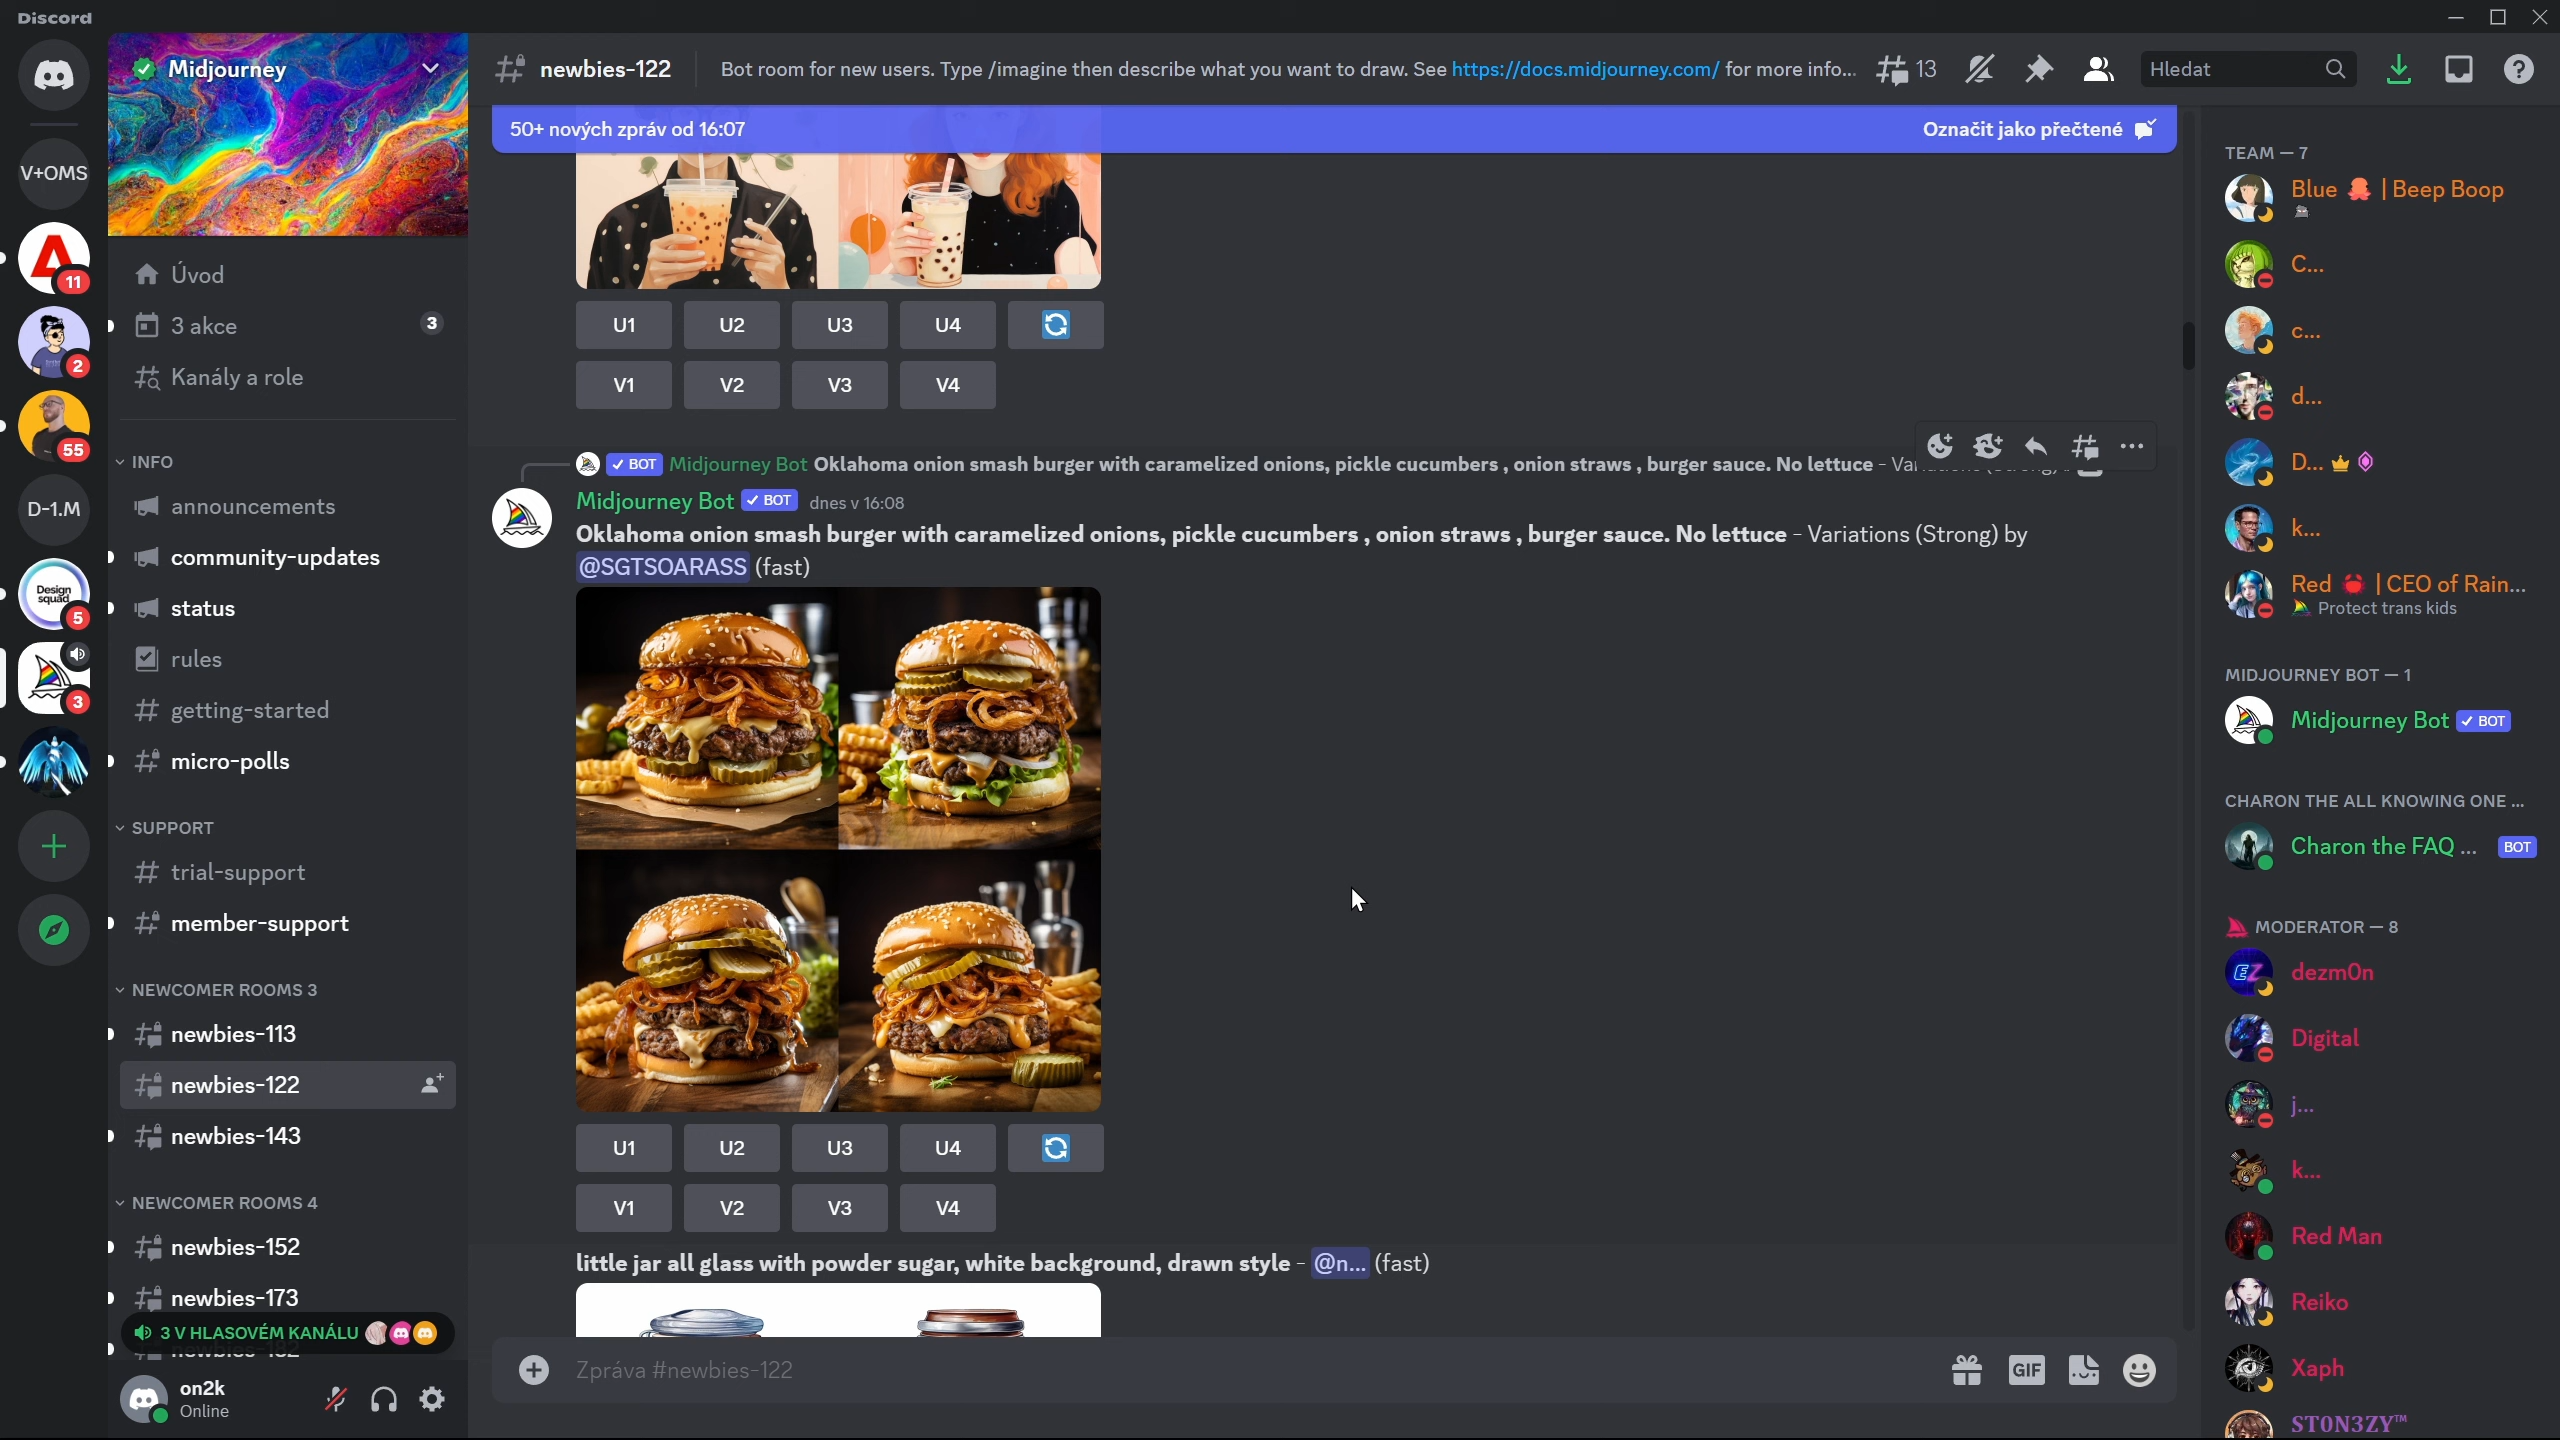 Discord
V+OMS
11
2
55
D-1.M
Design
squad
5
3
Midjourney
Úvod
3 akce
3
Kanály a role
INFO
announcements
community-updates
status
rules
getting-started
micro-polls
SUPPORT
trial-support
member-support
NEWCOMER ROOMS 3
newbies-113
newbies-122
newbies-143
NEWCOMER ROOMS 4
newbies-152
newbies-173
3 V HLASOVÉM KANÁLU
newbies-182
on2k
Online
newbies-122
Bot room for new users. Type /imagine then describe what you want to draw. See https://docs.midjourney.com/ for more info...
13
Hledat
50+ nových zpráv od 16:07
Označit jako přečtené
U1 U2 U3 U4
V1 V2 V3 V4
BOT Midjourney Bot Oklahoma onion smash burger with caramelized onions, pickle cucumbers , onion straws , burger sauce. No lettuce - Variations (Strong)
Midjourney Bot BOT dnes v 16:08
Oklahoma onion smash burger with caramelized onions, pickle cucumbers , onion straws , burger sauce. No lettuce - Variations (Strong) by
@SGTSOARASS (fast)
U1 U2 U3 U4
V1 V2 V3 V4
little jar all glass with powder sugar, white background, drawn style - @n... (fast)
Zpráva #newbies-122
GIF
TEAM — 7
Blue | Beep Boop
C...
c...
d...
D...
k...
Red | CEO of Rain...
Protect trans kids
MIDJOURNEY BOT — 1
Midjourney Bot BOT
CHARON THE ALL KNOWING ONE ...
Charon the FAQ ... BOT
MODERATOR — 8
EZ
dezm0n
Digital
j...
k...
Red Man
Reiko
Xaph
ST0N3ZY™